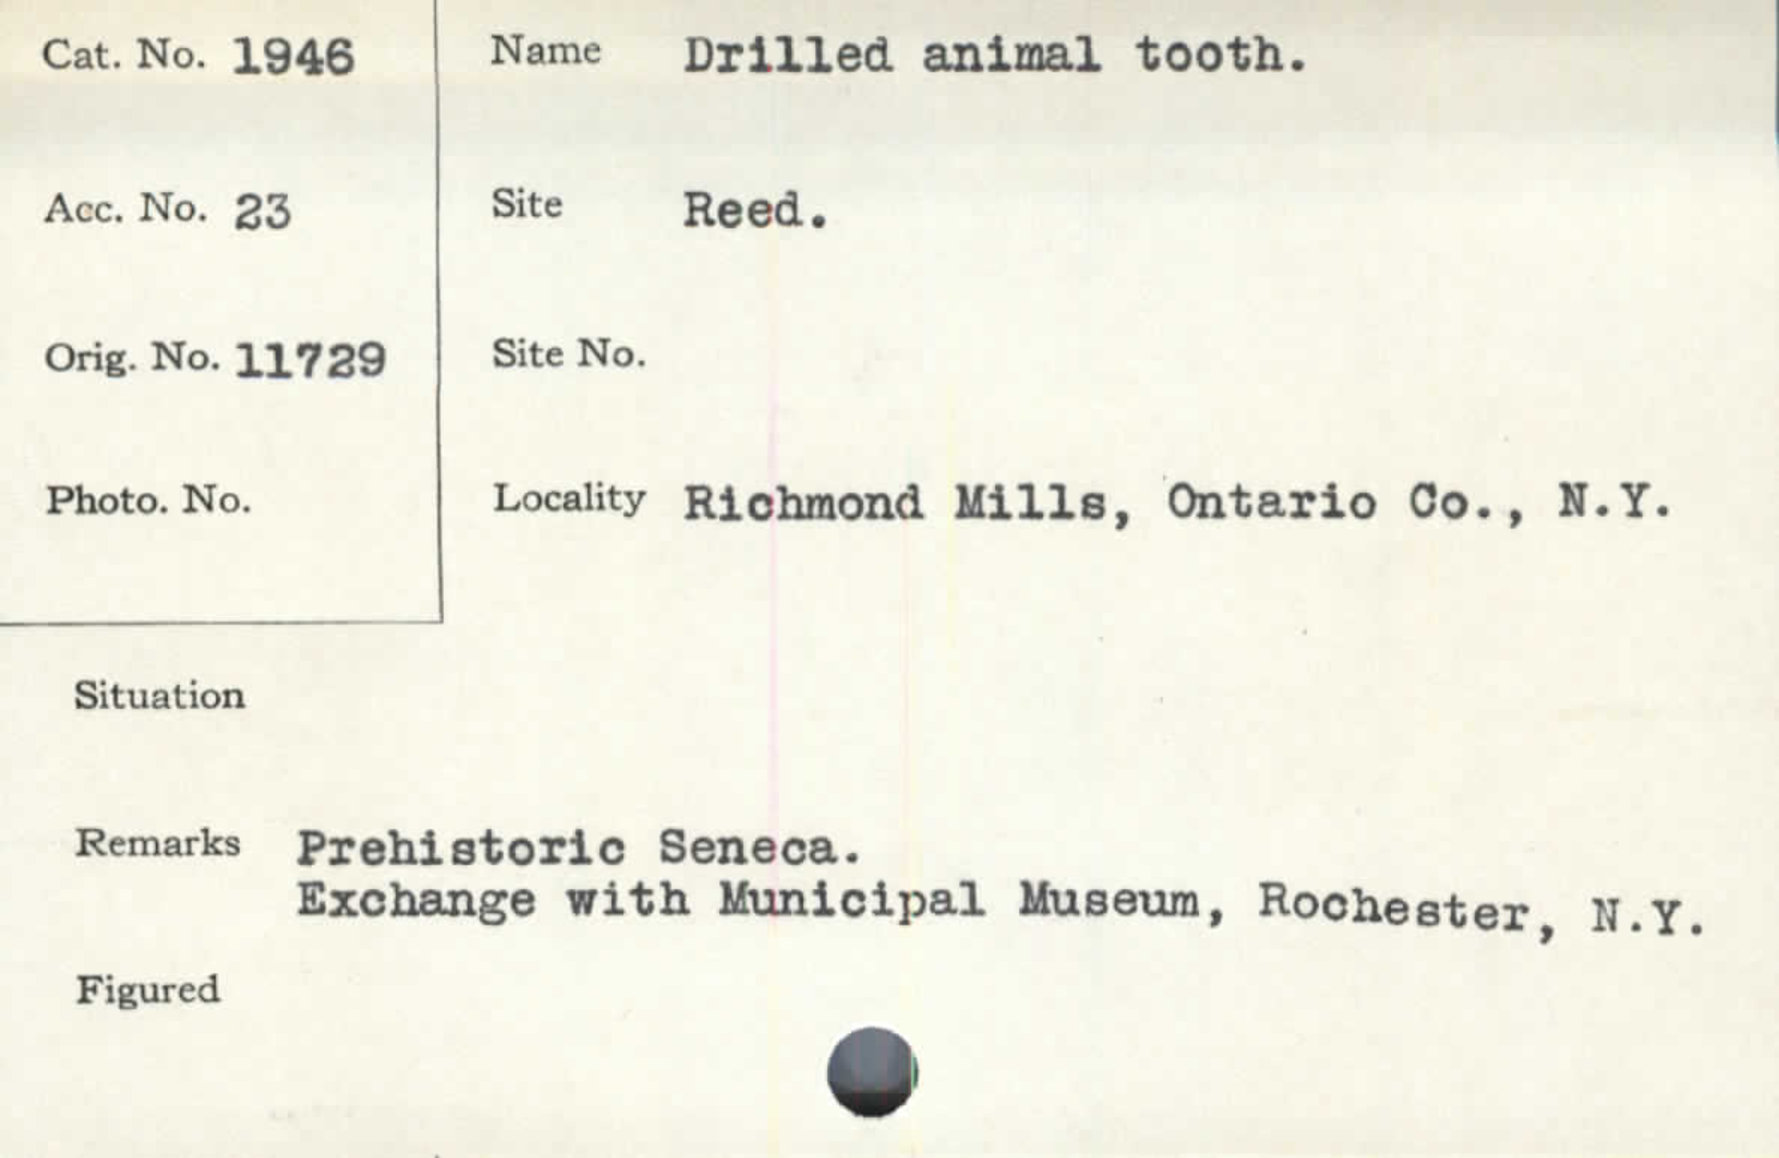 Cat. No. 1946
Name Drilled animal tooth.
Acc. No. 23
Site Reed.
Orig. No. 11729
Site No.
Photo. No.
Locality Richmond Mills, Ontario Co., N.Y.
Situation
Remarks Prehistoric Seneca.
Exchange with Municipal Museum, Rochester, N.Y.
Figured